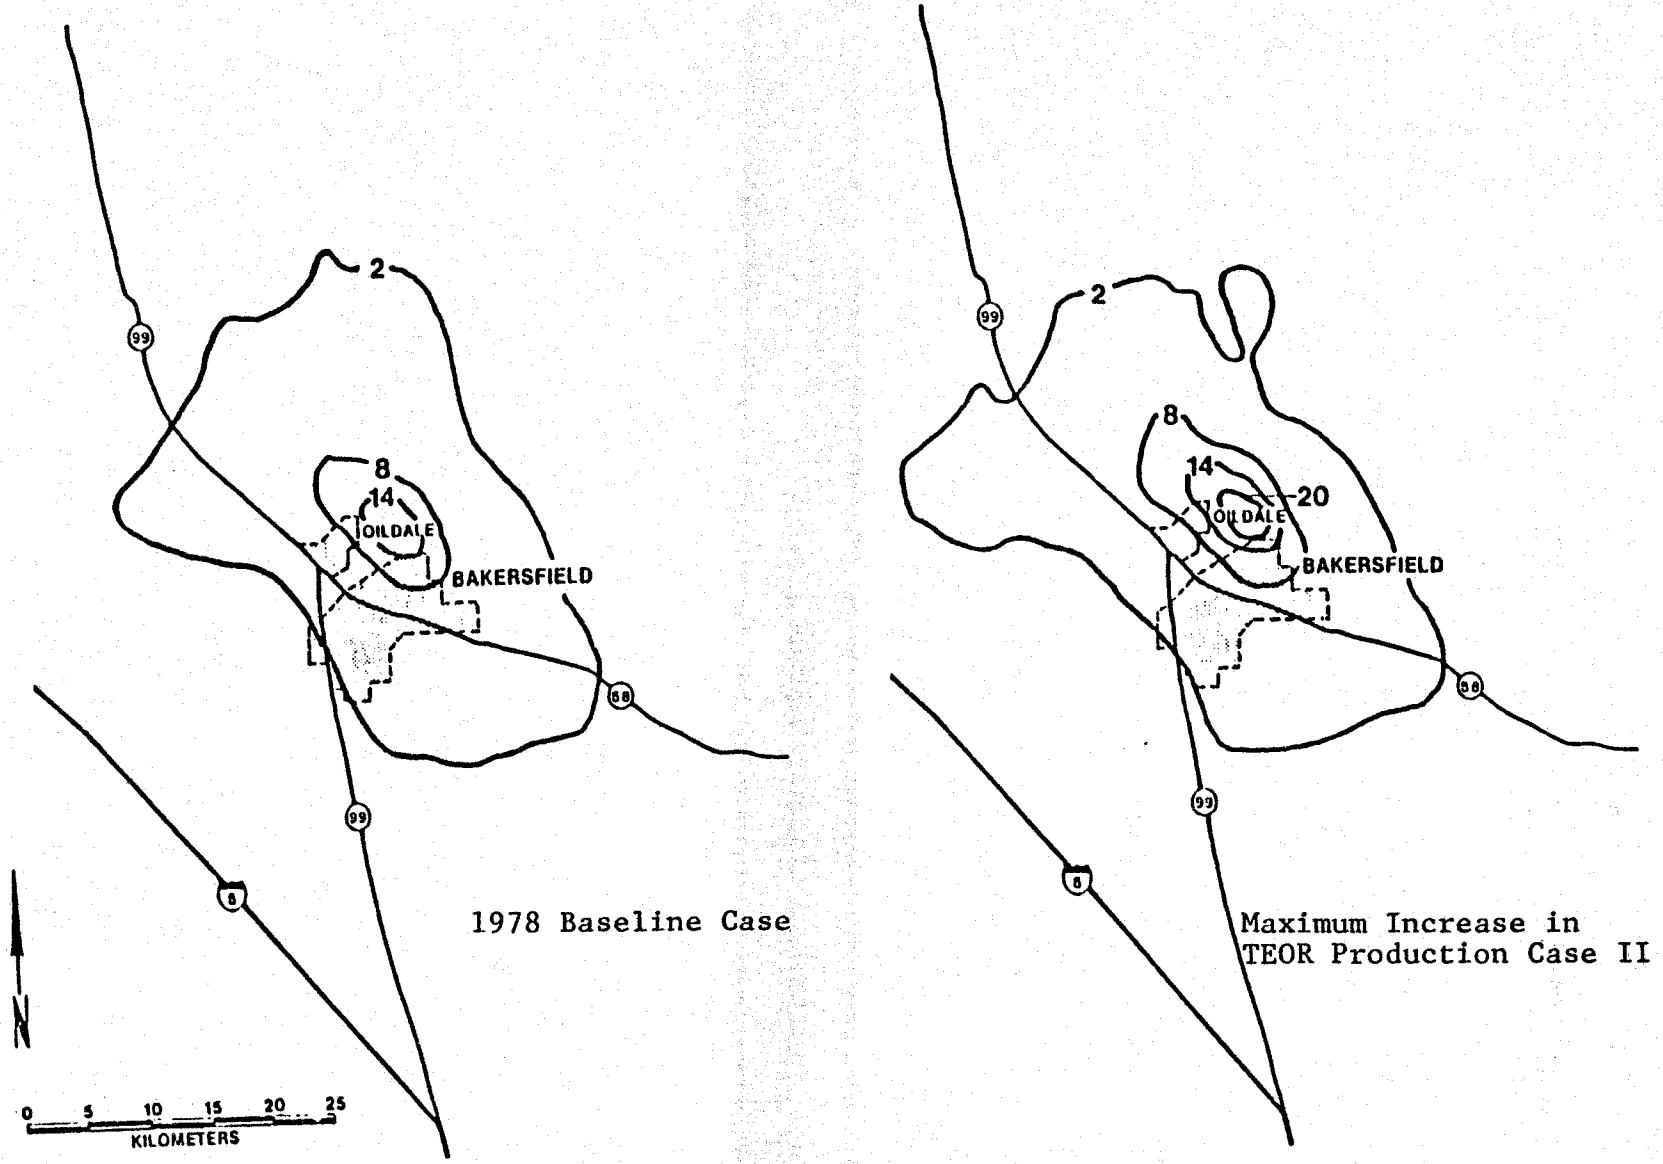 2
99
8
14
OILDALE
BAKERSFIELD
58
99
5
1978 Baseline Case
N
0 5 10 15 20 25
KILOMETERS
2
99
8
14
20
OILDALE
BAKERSFIELD
58
99
5
Maximum Increase in
TEOR Production Case II